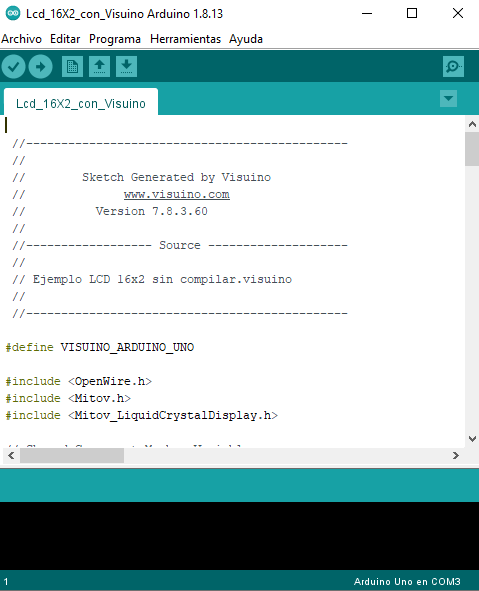 Lcd_16X2_con_Visuino Arduino 1.8.13
Archivo Editar Programa Herramientas Ayuda
Lcd_16X2_con_Visuino
//----------------------------------------------
//
// Sketch Generated by Visuino
// www.visuino.com
// Version 7.8.3.60
//
//------------------ Source --------------------
//
// Ejemplo LCD 16x2 sin compilar.visuino
//
//----------------------------------------------
#define VISUINO_ARDUINO_UNO
#include <OpenWire.h>
#include <Mitov.h>
#include <Mitov_LiquidCrystalDisplay.h>
1
Arduino Uno en COM3